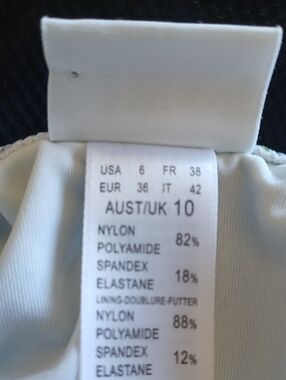 USA 6 FR 38
EUR 36 IT 42
AUST/UK 10
NYLON
POLYAMIDE 82%
SPANDEX
ELASTANE 18%
LINING-DOUBLURE-FUTTER
NYLON
POLYAMIDE 88%
SPANDEX
ELASTANE 12%